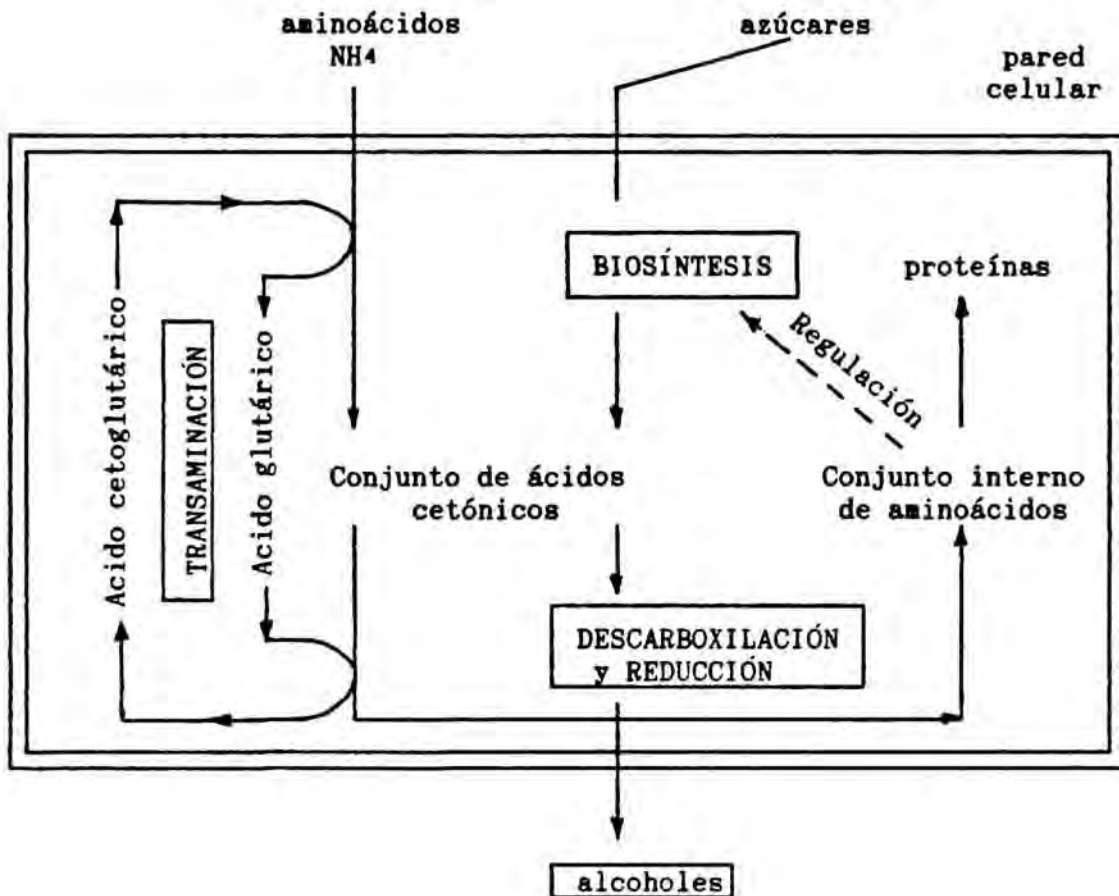 aminoácidos
NH4
azúcares
pared
celular
BIOSÍNTESIS
proteínas
Regulación
Acido cetoglutárico
TRANSAMINACIÓN
Acido glutárico
Conjunto de ácidos
cetónicos
Conjunto interno
de aminoácidos
DESCARBOXILACIÓN
y REDUCCIÓN
alcoholes